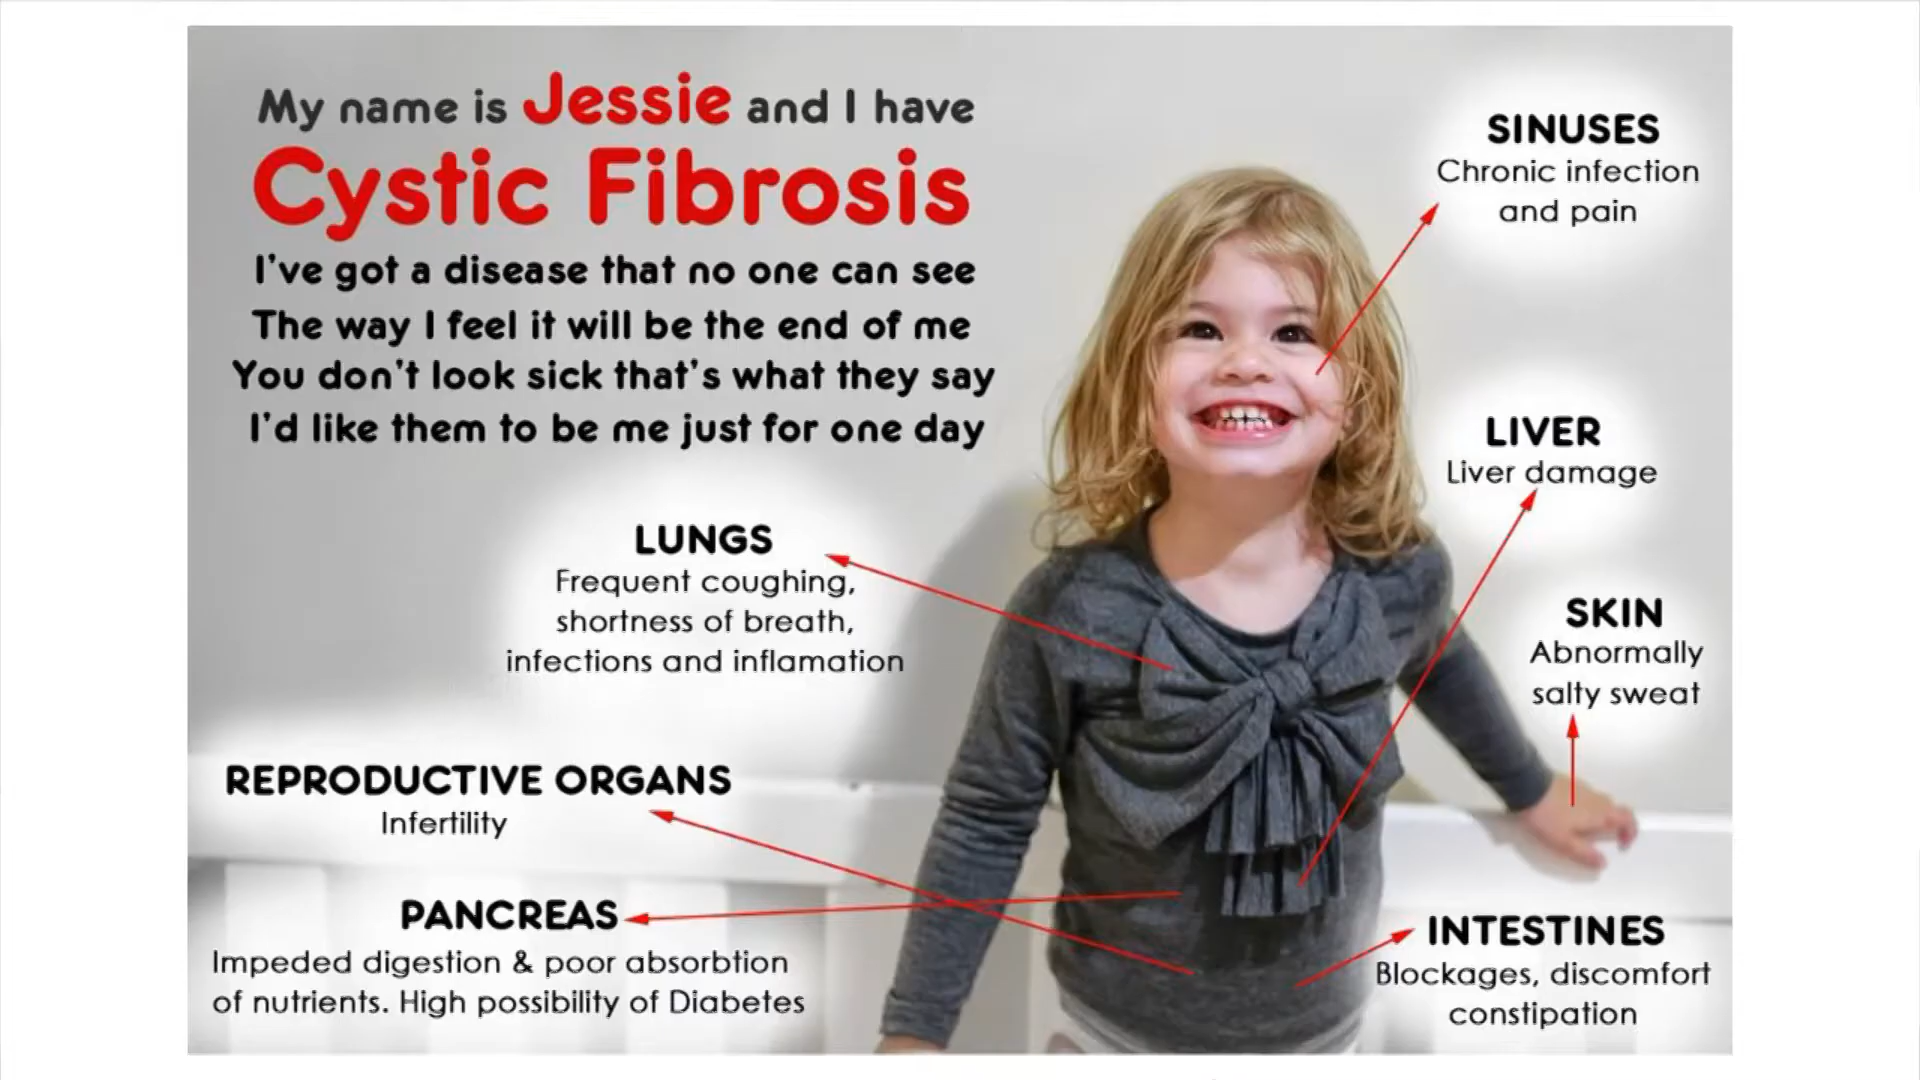 My name is Jessie and I have
Cystic Fibrosis
I've got a disease that no one can see
The way I feel it will be the end of me
You don't look sick that's what they say
I'd like them to be me just for one day
SINUSES
Chronic infection
and pain
LIVER
Liver damage
LUNGS
Frequent coughing,
shortness of breath,
infections and inflamation
SKIN
Abnormally
salty sweat
REPRODUCTIVE ORGANS
Infertility
PANCREAS
Impeded digestion & poor absorbtion
of nutrients. High possibility of Diabetes
INTESTINES
Blockages, discomfort
constipation